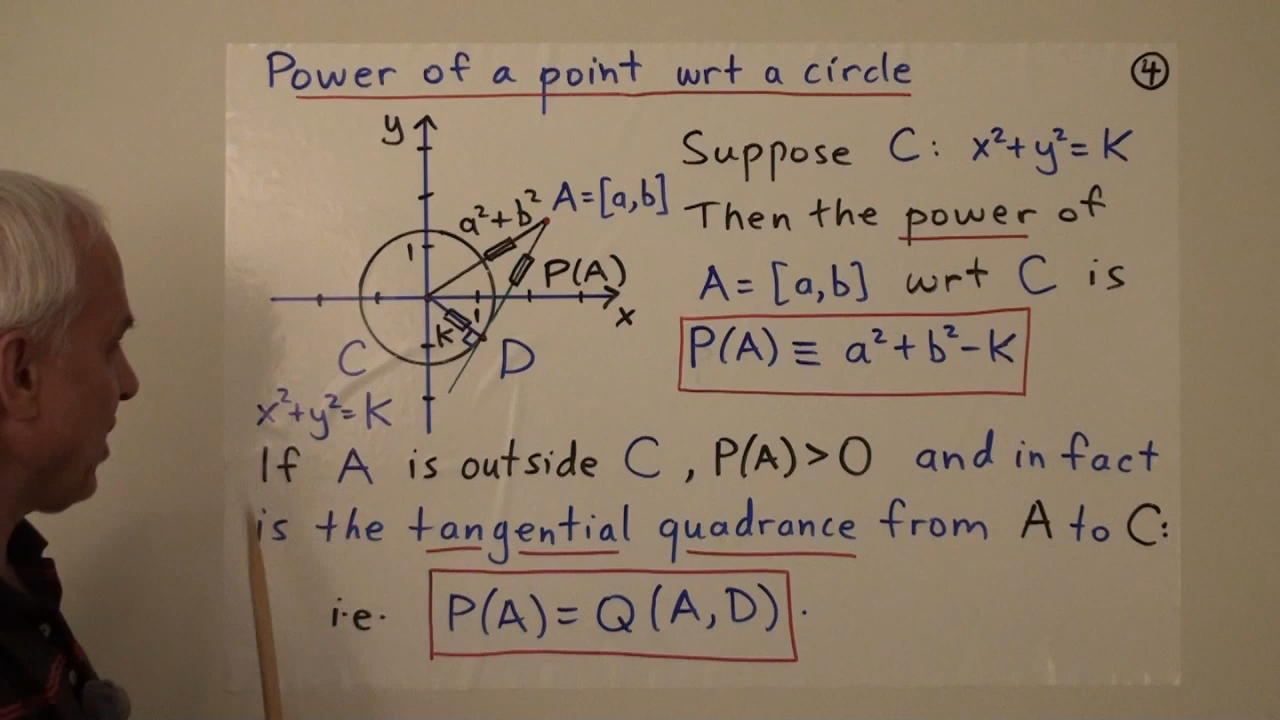 Power of a point wrt a circle
④
y
A=[a,b]
a²+b²
1
P(A)
x
1
K
C
D
x²+y²=K
Suppose C: x²+y²=K
Then the power of
A=[a,b] wrt C is
P(A) ≡ a²+b²-K
If A is outside C, P(A)>0 and in fact
is the tangential quadrance from A to C:
i.e. P(A)=Q(A,D).